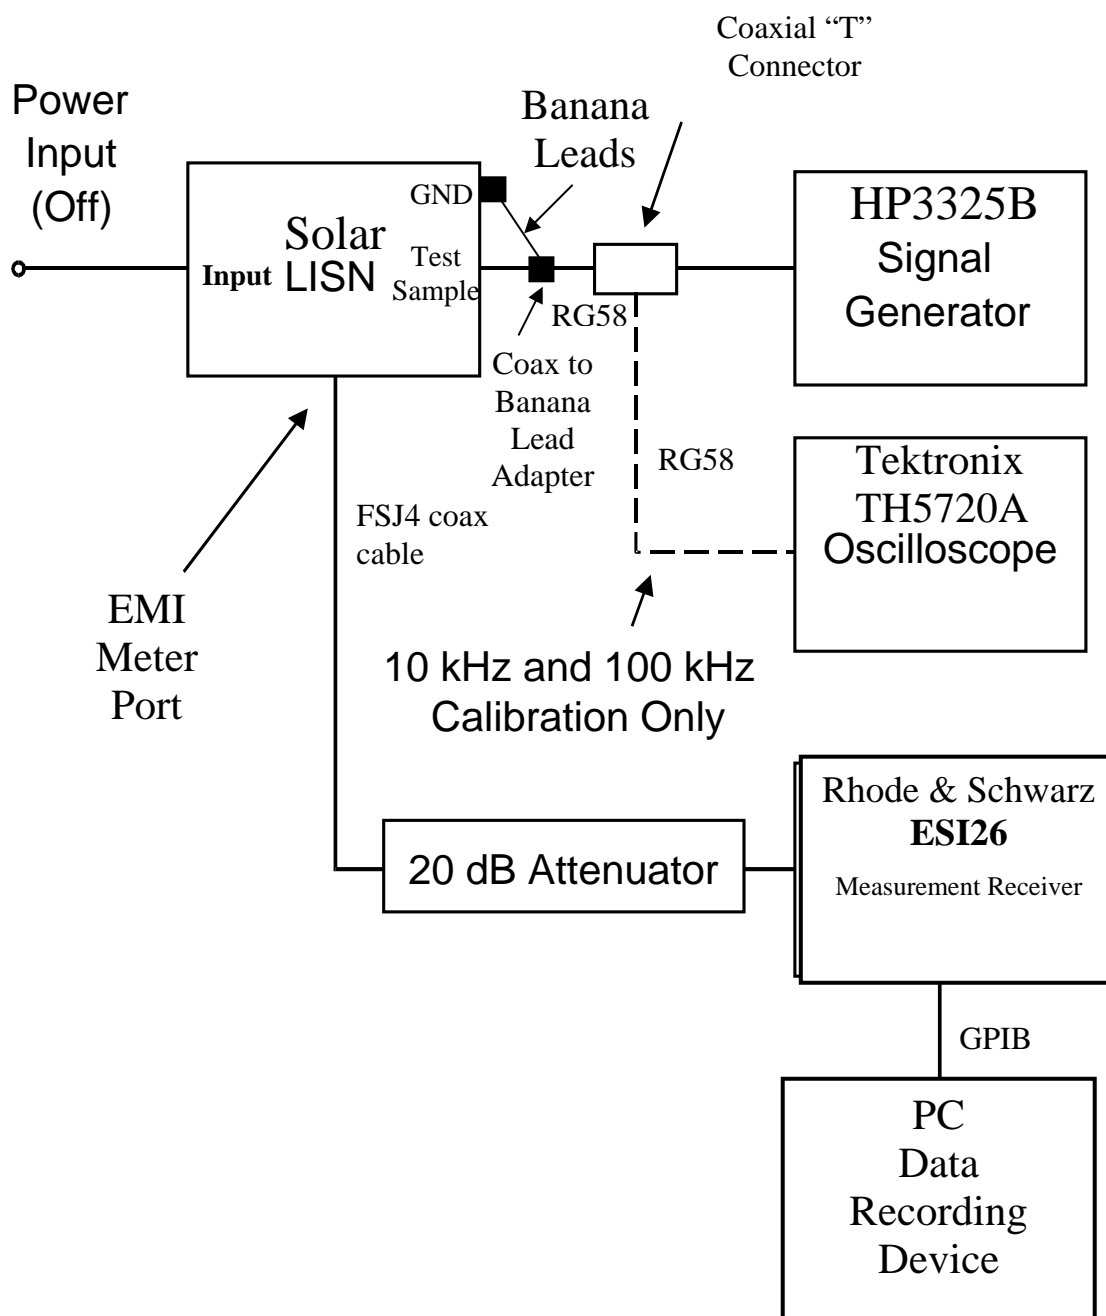 Coaxial “T”
Connector
Power
Input
(Off)
Banana
Leads
GND
Solar
LISN
Input
Test
Sample
HP3325B
Signal
Generator
RG58
Coax to
Banana
Lead
Adapter
RG58
Tektronix
TH5720A
Oscilloscope
FSJ4 coax
cable
EMI
Meter
Port
10 kHz and 100 kHz
Calibration Only
20 dB Attenuator
Rhode & Schwarz
ESI26
Measurement Receiver
GPIB
PC
Data
Recording
Device